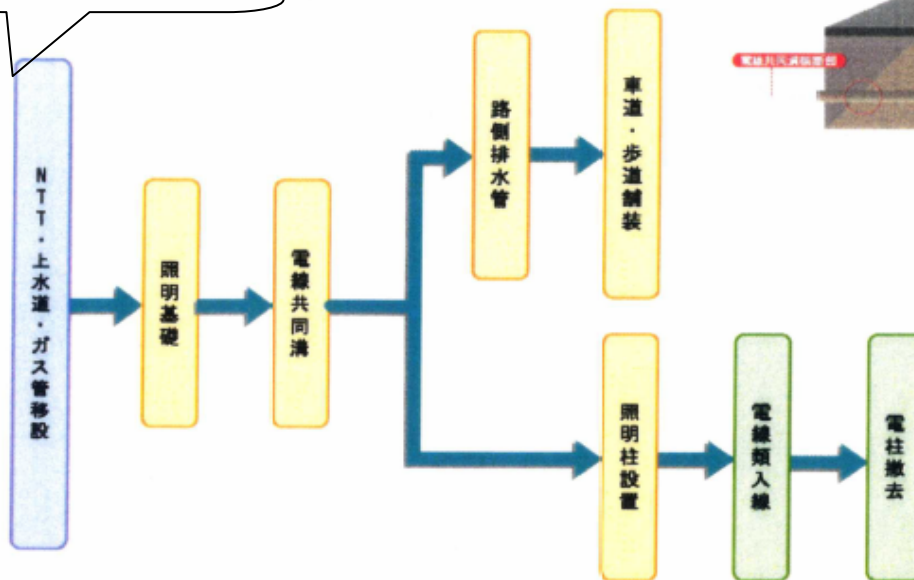 NTT・上水道・ガス管移設
照明基礎
電線共同溝
路側排水管
車道・歩道舗装
照明柱設置
電線類入線
電柱撤去